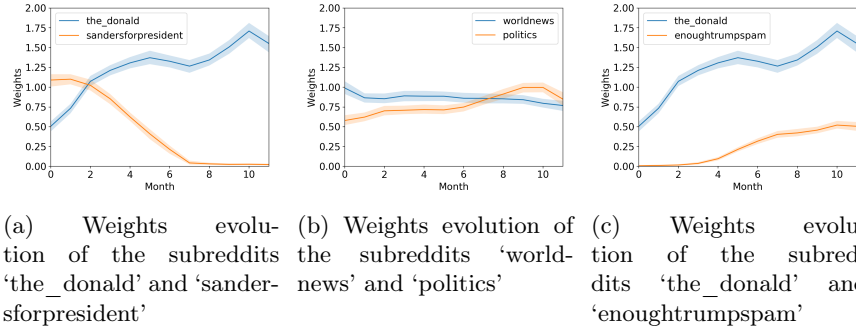 2.00
1.75
1.50
1.25
1.00
0.75
0.50
0.25
0.00
Weights
the_donald
sandersforpresident
0 2 4 6 8 10
Month
2.00
1.75
1.50
1.25
1.00
0.75
0.50
0.25
0.00
Weights
worldnews
politics
0 2 4 6 8 10
Month
2.00
1.75
1.50
1.25
1.00
0.75
0.50
0.25
0.00
Weights
the_donald
enoughtrumpspam
0 2 4 6 8 10
Month
(a) Weights evolu-
tion of the subreddits
‘the_donald’ and ‘sander-
sforpresident’
(b) Weights evolution of
the subreddits ‘world-
news’ and ‘politics’
(c) Weights evolu
tion of the subred
dits ‘the_donald’ and
‘enoughtrumpspam’